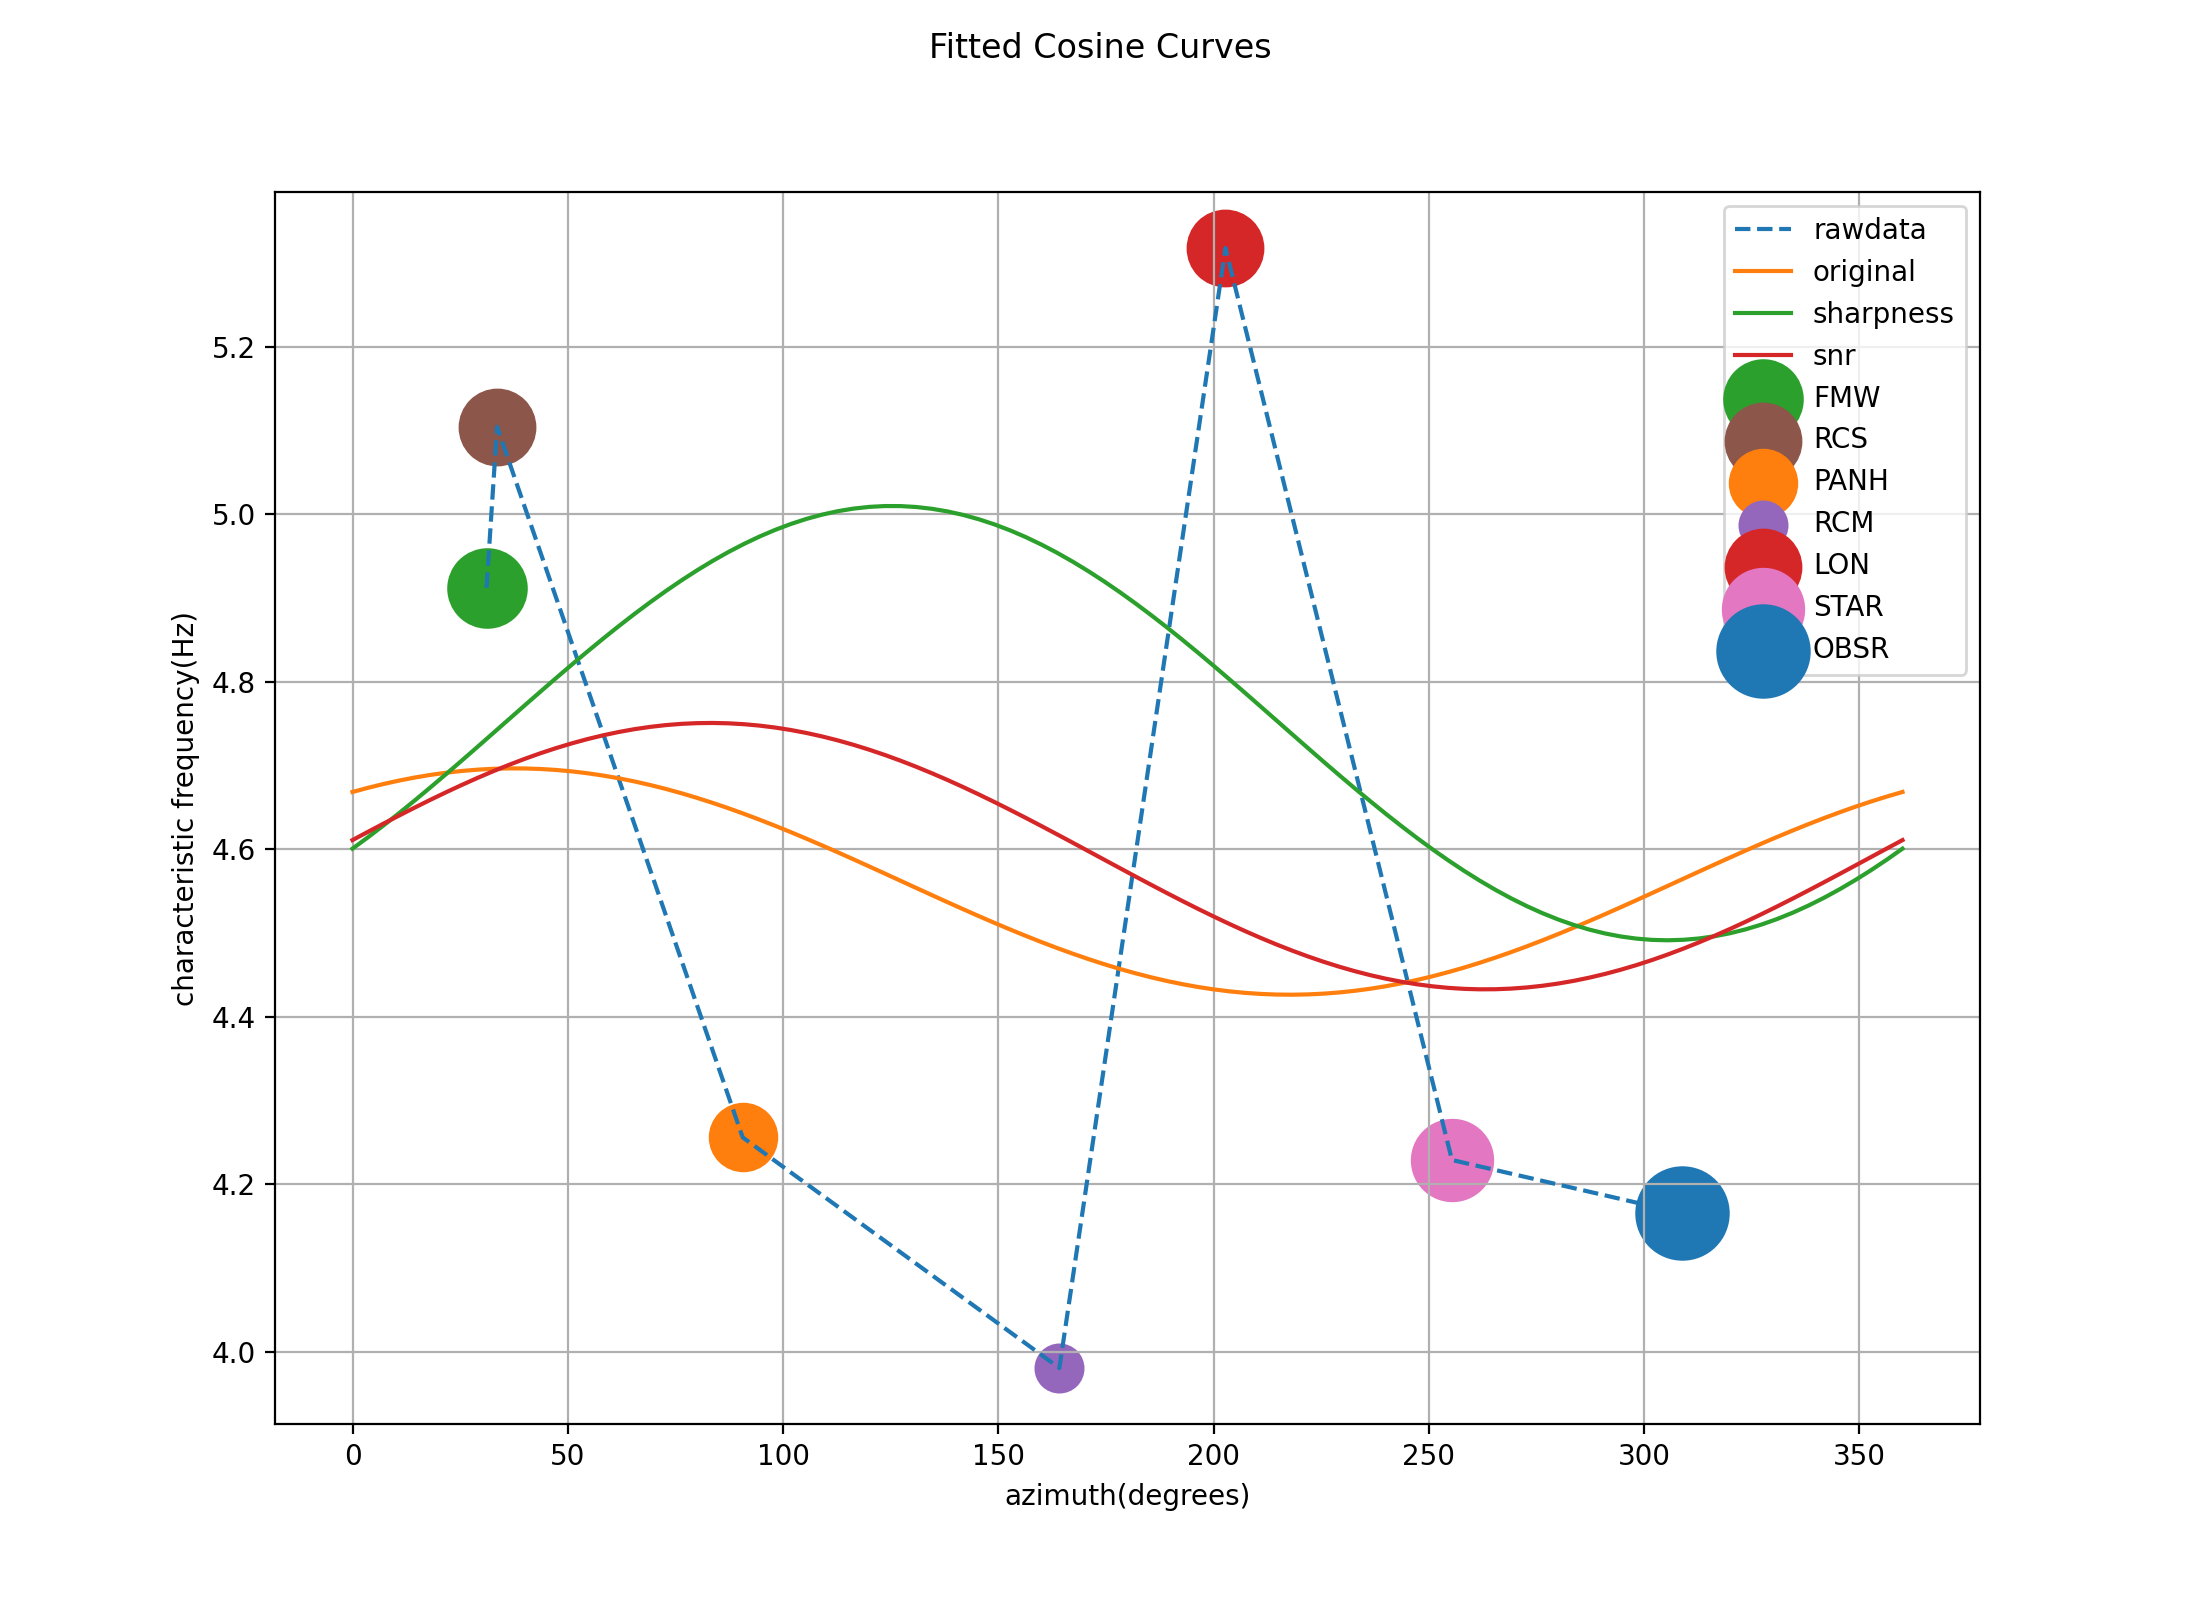 Fitted Cosine Curves
rawdata
original
sharpness
snr
FMW
RCS
PANH
RCM
LON
STAR
OBSR
characteristic frequency(Hz)
5.2
5.0
4.8
4.6
4.4
4.2
4.0
0 50 100 150 200 250 300 350
azimuth(degrees)